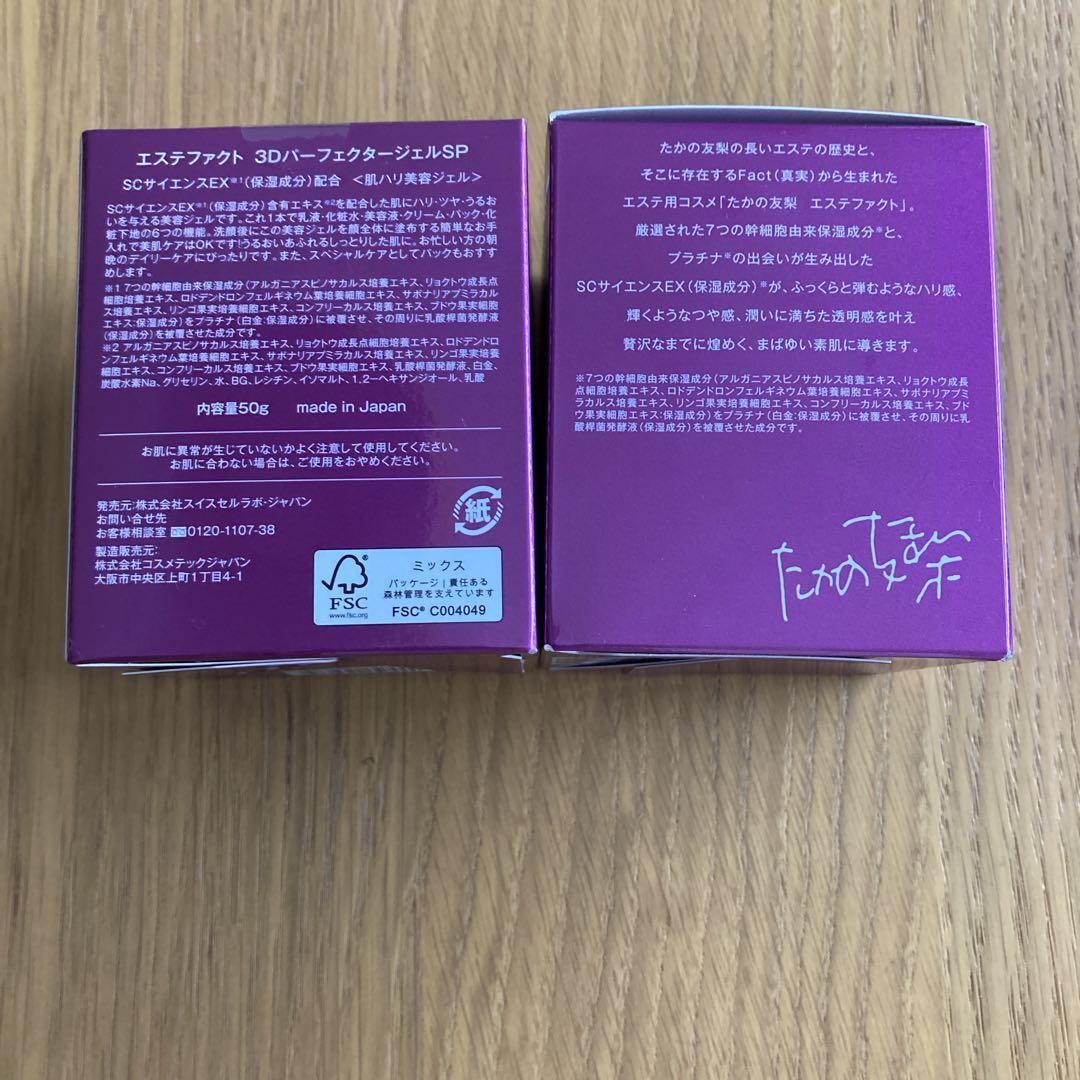 エステファクト 3DパーフェクタージェルSP
SCサイエンスEX※1(保湿成分)配合 <肌ハリ美容ジェル>
SCサイエンスEX※1(保湿成分)含有エキス※2を配合した肌にハリ・ツヤ・うるお
いを与える美容ジェルです。これ1本で乳液・化粧水・美容液・クリーム・パック・化
粧下地の6つの機能。洗顔後にこの美容ジェルを顔全体に塗布する簡単なお手
入れで美肌ケアはOKです!うるおいあふれるしっとりした肌に。お忙しい方の朝
晩のデイリーケアにぴったりです。また、スペシャルケアとしてパックもおすす
めします。
※1 7つの幹細胞由来保湿成分(アルガニアスピノサカルス培養エキス、リョクトウ成長点
細胞培養エキス、ロドデンドロンフェルギネウム葉培養細胞エキス、サポナリアプミラカル
ス培養エキス、リンゴ果実培養細胞エキス、コンフリーカルス培養エキス、ブドウ果実細胞
エキス:保湿成分)をプラチナ(白金:保湿成分)に被覆させ、その周りに乳酸桿菌発酵液
(保湿成分)を被覆させた成分です。
※2 アルガニアスピノサカルス培養エキス、リョクトウ成長点細胞培養エキス、ロドデンドロ
ンフェルギネウム葉培養細胞エキス、サポナリアプミラカルス培養エキス、リンゴ果実培養細
胞エキス、コンフリーカルス培養エキス、ブドウ果実細胞エキス、乳酸桿菌発酵液、白金、
炭酸水素Na、グリセリン、水、BG、レシチン、イソマルト、1,2-ヘキサンジオール、乳酸
内容量50g made in Japan
お肌に異常が生じていないかよく注意して使用してください。
お肌に合わない場合は、ご使用をおやめください。
発売元:株式会社スイスセルラボ・ジャパン
お問い合せ先
お客様相談室 0120-1107-38
製造販売元:
株式会社コスメテックジャパン
大阪市中央区上町1丁目4-1
紙
FSC
www.fsc.org
ミックス
パッケージ|責任ある
森林管理を支えています
FSC® C004049
たかの友梨の長いエステの歴史と、
そこに存在するFact(真実)から生まれた
エステ用コスメ「たかの友梨 エステファクト」。
厳選された7つの幹細胞由来保湿成分※と、
プラチナ※の出会いが生み出した
SCサイエンスEX(保湿成分)※が、ふっくらと弾むようなハリ感、
輝くようなつや感、潤いに満ちた透明感を叶え
贅沢なまでに煌めく、まばゆい素肌に導きます。
※7つの幹細胞由来保湿成分(アルガニアスピノサカルス培養エキス、リョクトウ成長
点細胞培養エキス、ロドデンドロンフェルギネウム葉培養細胞エキス、サポナリアプミ
ラカルス培養エキス、リンゴ果実培養細胞エキス、コンフリーカルス培養エキス、ブド
ウ果実細胞エキス:保湿成分)をプラチナ(白金:保湿成分)に被覆させ、その周りに乳
酸桿菌発酵液(保湿成分)を被覆させた成分です。
たかの友梨